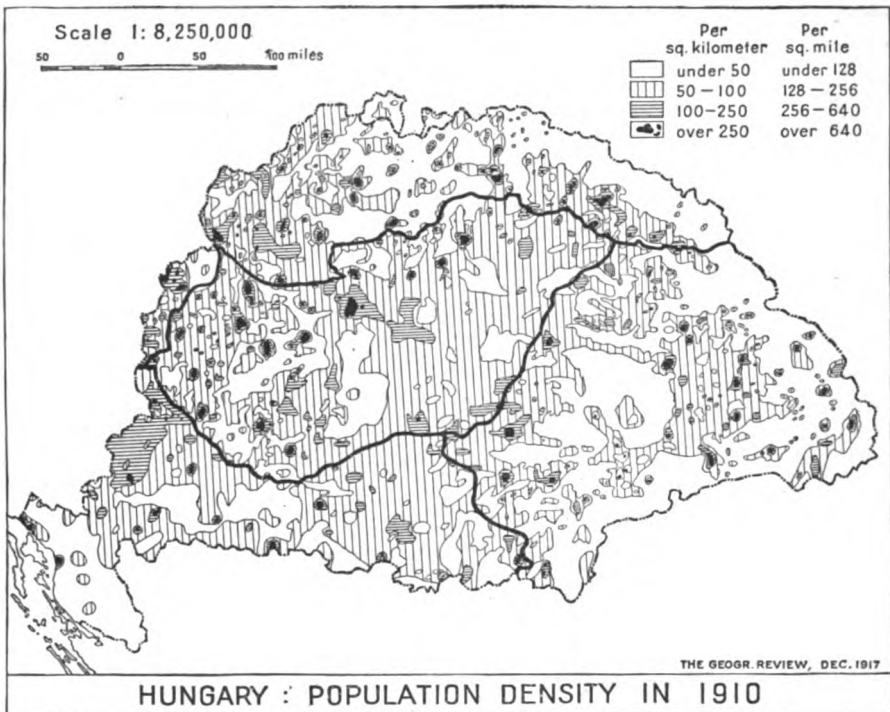 Scale 1: 8,250,000
50 0 50 100 miles
Per Per
sq. kilometer sq. mile
under 50 under 128
50 – 100 128 – 256
100-250 256 – 640
over 250 over 640
THE GEOGR. REVIEW, DEC. 1917
HUNGARY : POPULATION DENSITY IN 1910